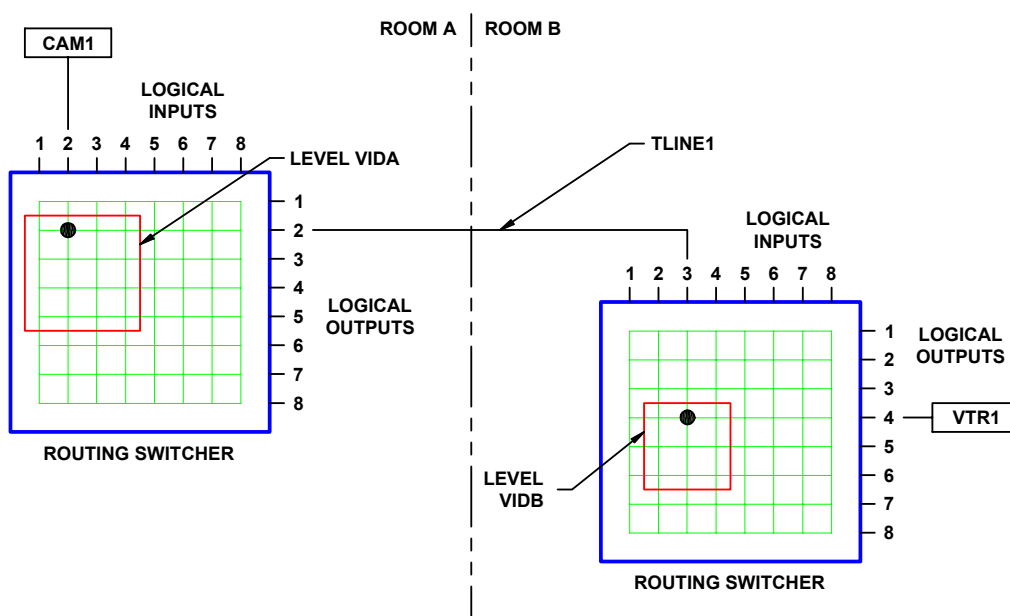 ROOM A
ROOM B
CAM1
LOGICAL
INPUTS
1 2 3 4 5 6 7 8
LEVEL VIDA
TLINE1
1
2
3
4
5
6
7
8
LOGICAL
OUTPUTS
ROUTING SWITCHER
LOGICAL
INPUTS
1 2 3 4 5 6 7 8
1
2
3
4
5
6
7
8
LOGICAL
OUTPUTS
VTR1
LEVEL
VIDB
ROUTING SWITCHER